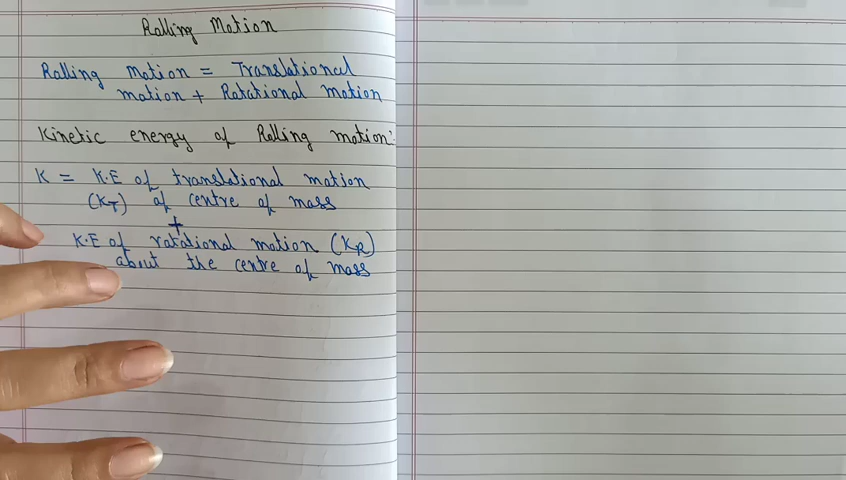 Rolling Motion
Rolling Motion = Translational
motion + Rotational motion
Kinetic energy of Rolling motion:
K = K.E of translational motion
(KT) of centre of mass
+
K.E of rotational motion (KR)
about the centre of mass